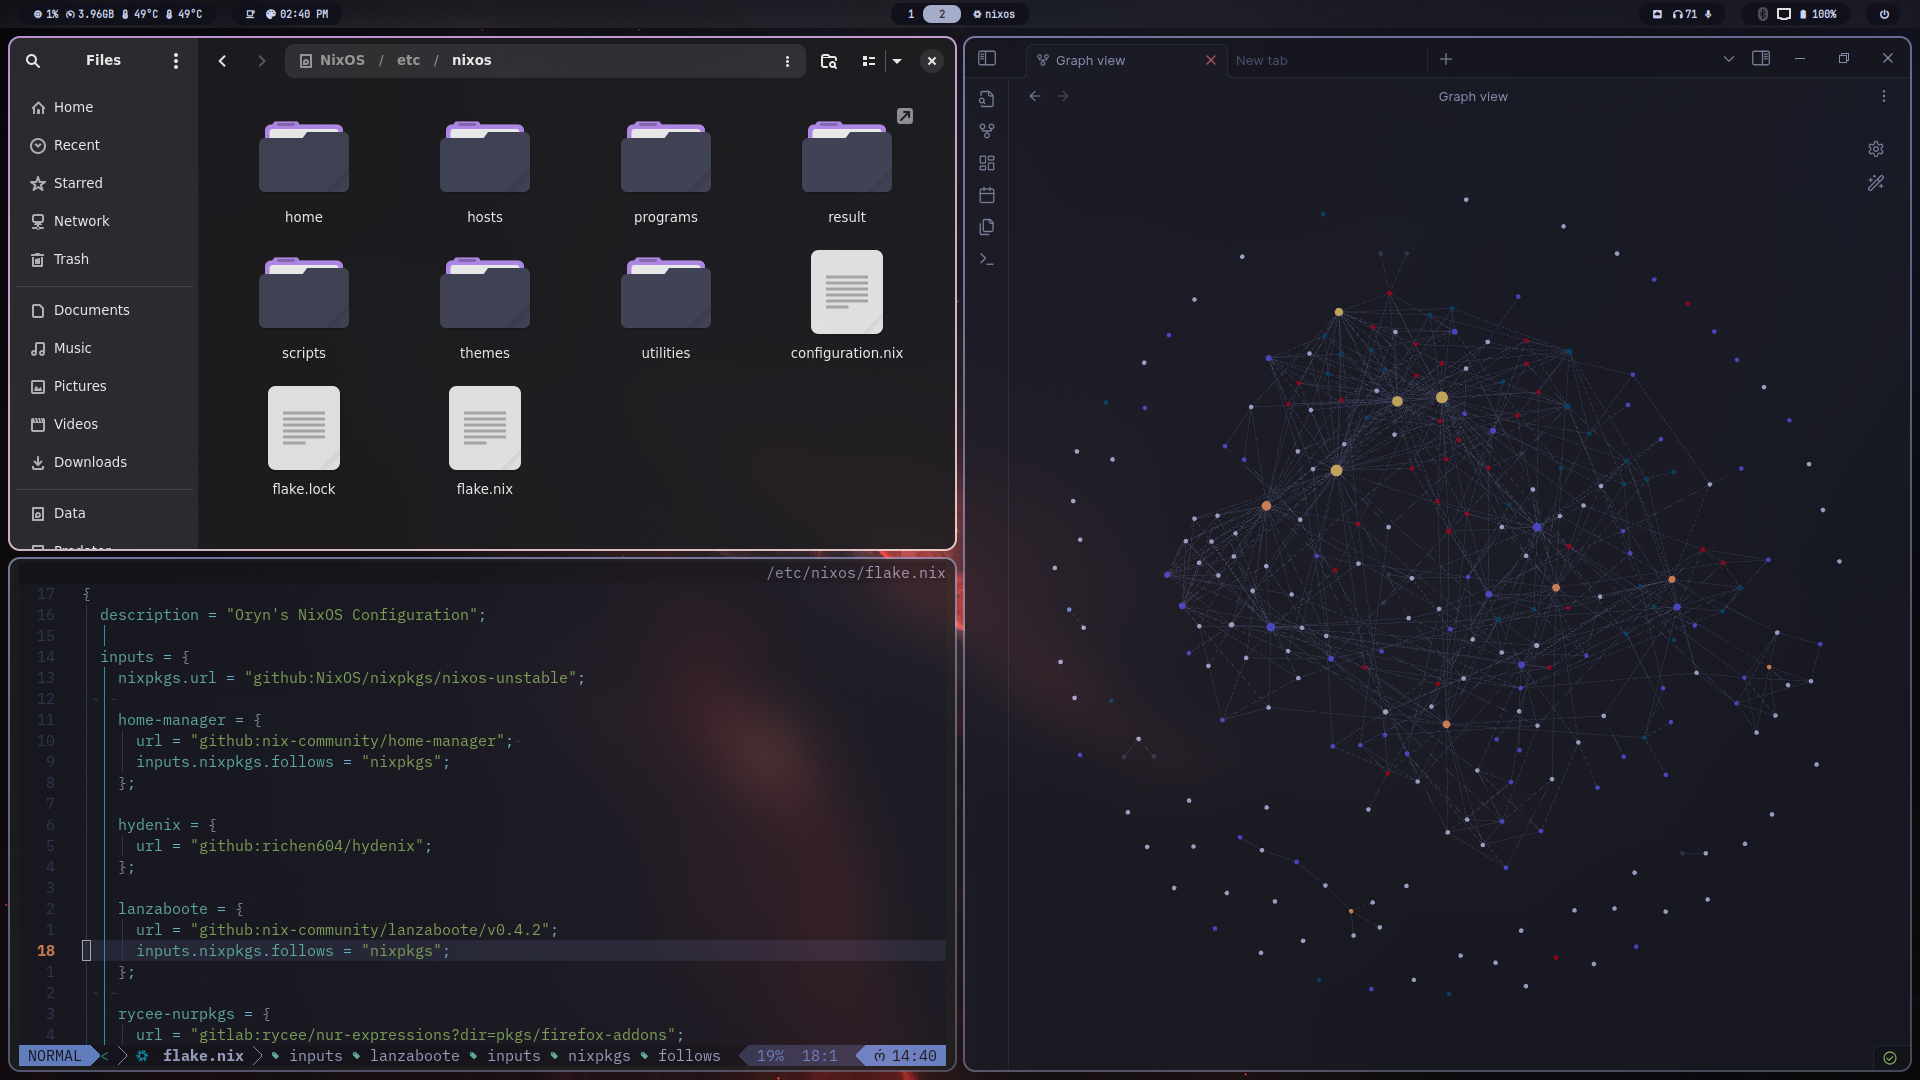 1% 3.96GB 49°C 49°C
02:40 PM
1 2 nixos
71
100%
Files
NixOS / etc / nixos
Home
Recent
Starred
Network
Trash
Documents
Music
Pictures
Videos
Downloads
Data
home
hosts
programs
result
scripts
themes
utilities
configuration.nix
flake.lock
flake.nix
/etc/nixos/flake.nix
17 {
16 description = "Oryn's NixOS Configuration";
15
14 inputs = {
13 nixpkgs.url = "github:NixOS/nixpkgs/nixos-unstable";
12 - -
11 home-manager = {
10 url = "github:nix-community/home-manager";-
9 inputs.nixpkgs.follows = "nixpkgs";
8 };
7
6 hydenix = {
5 url = "github:richen604/hydenix";
4 };
3
2 lanzaboote = {
1 url = "github:nix-community/lanzaboote/v0.4.2";
18 inputs.nixpkgs.follows = "nixpkgs";
1 };
2 - -
3 rycee-nurpkgs = {
4 url = "gitlab:rycee/nur-expressions?dir=pkgs/firefox-addons";
NORMAL < flake.nix inputs lanzaboote inputs nixpkgs follows 19% 18:1 14:40
Graph view
New tab
Graph view